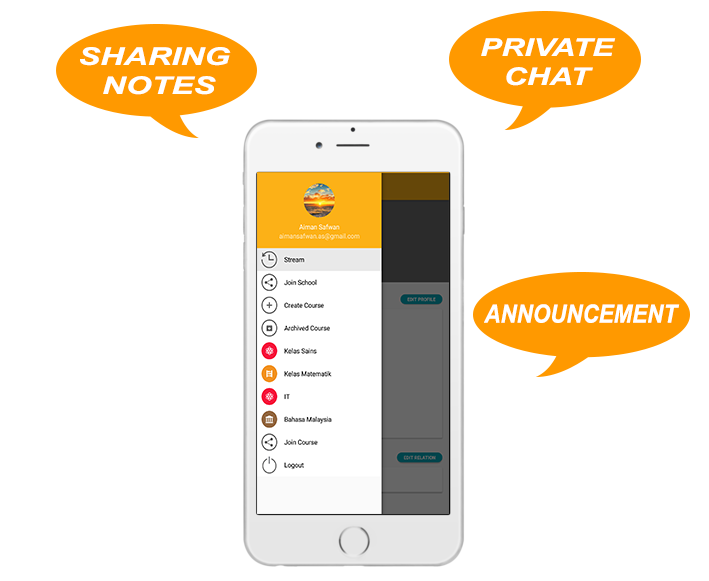 SHARING
NOTES
PRIVATE
CHAT
Aiman Safwan
aimansafwan.as@gmail.com
Stream
Join School
Create Course
EDIT PROFILE
ANNOUNCEMENT
Archived Course
Kelas Sains
Kelas Matematik
IT
Bahasa Malaysia
Join Course
EDIT RELATION
Logout